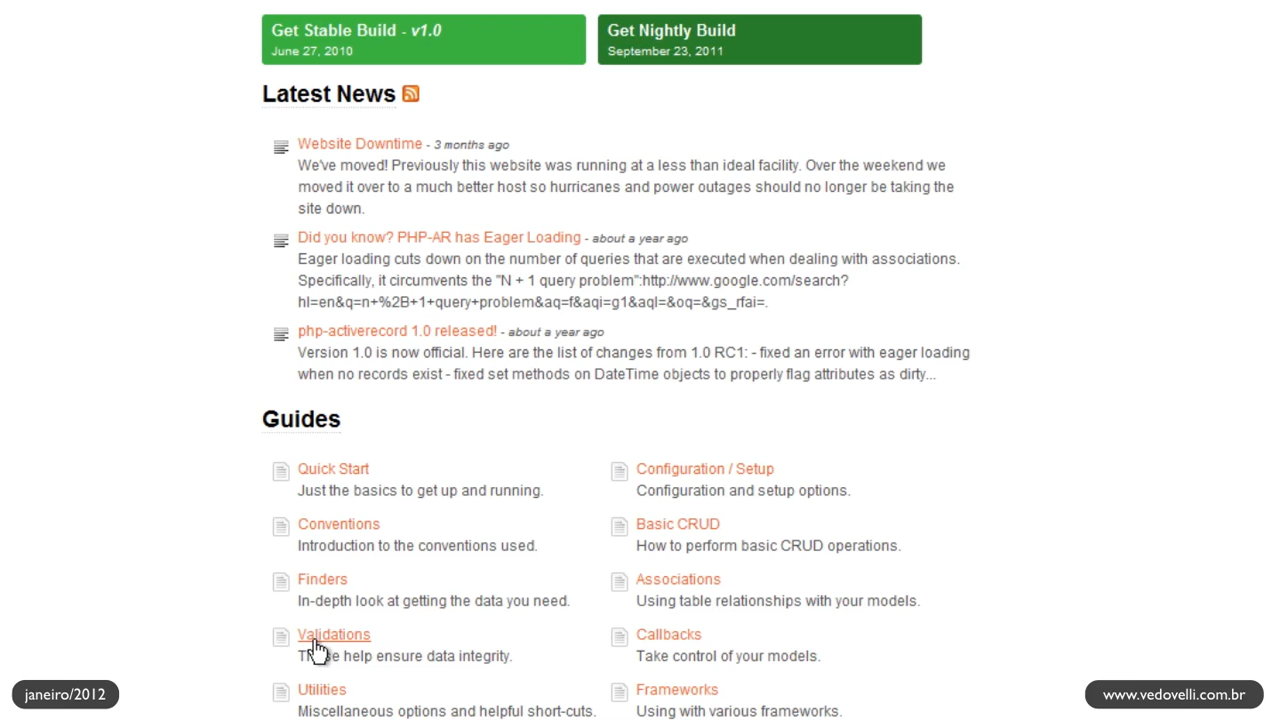 Get Stable Build - v1.0
June 27, 2010
Get Nightly Build
September 23, 2011
Latest News
Website Downtime - 3 months ago
We've moved! Previously this website was running at a less than ideal facility. Over the weekend we
moved it over to a much better host so hurricanes and power outages should no longer be taking the
site down.
Did you know? PHP-AR has Eager Loading - about a year ago
Eager loading cuts down on the number of queries that are executed when dealing with associations.
Specifically, it circumvents the "N + 1 query problem":http://www.google.com/search?
hl=en&q=n+%2B+1+query+problem&aq=f&aqi=g1&aql=&oq=&gs_rfai=.
php-activerecord 1.0 released! - about a year ago
Version 1.0 is now official. Here are the list of changes from 1.0 RC1: - fixed an error with eager loading
when no records exist - fixed set methods on DateTime objects to properly flag attributes as dirty...
Guides
Quick Start
Just the basics to get up and running.
Configuration / Setup
Configuration and setup options.
Conventions
Introduction to the conventions used.
Basic CRUD
How to perform basic CRUD operations.
Finders
In-depth look at getting the data you need.
Associations
Using table relationships with your models.
Validations
help ensure data integrity.
Callbacks
Take control of your models.
Utilities
Miscellaneous options and helpful short-cuts.
Frameworks
Using with various frameworks.
janeiro/2012
www.vedovelli.com.br